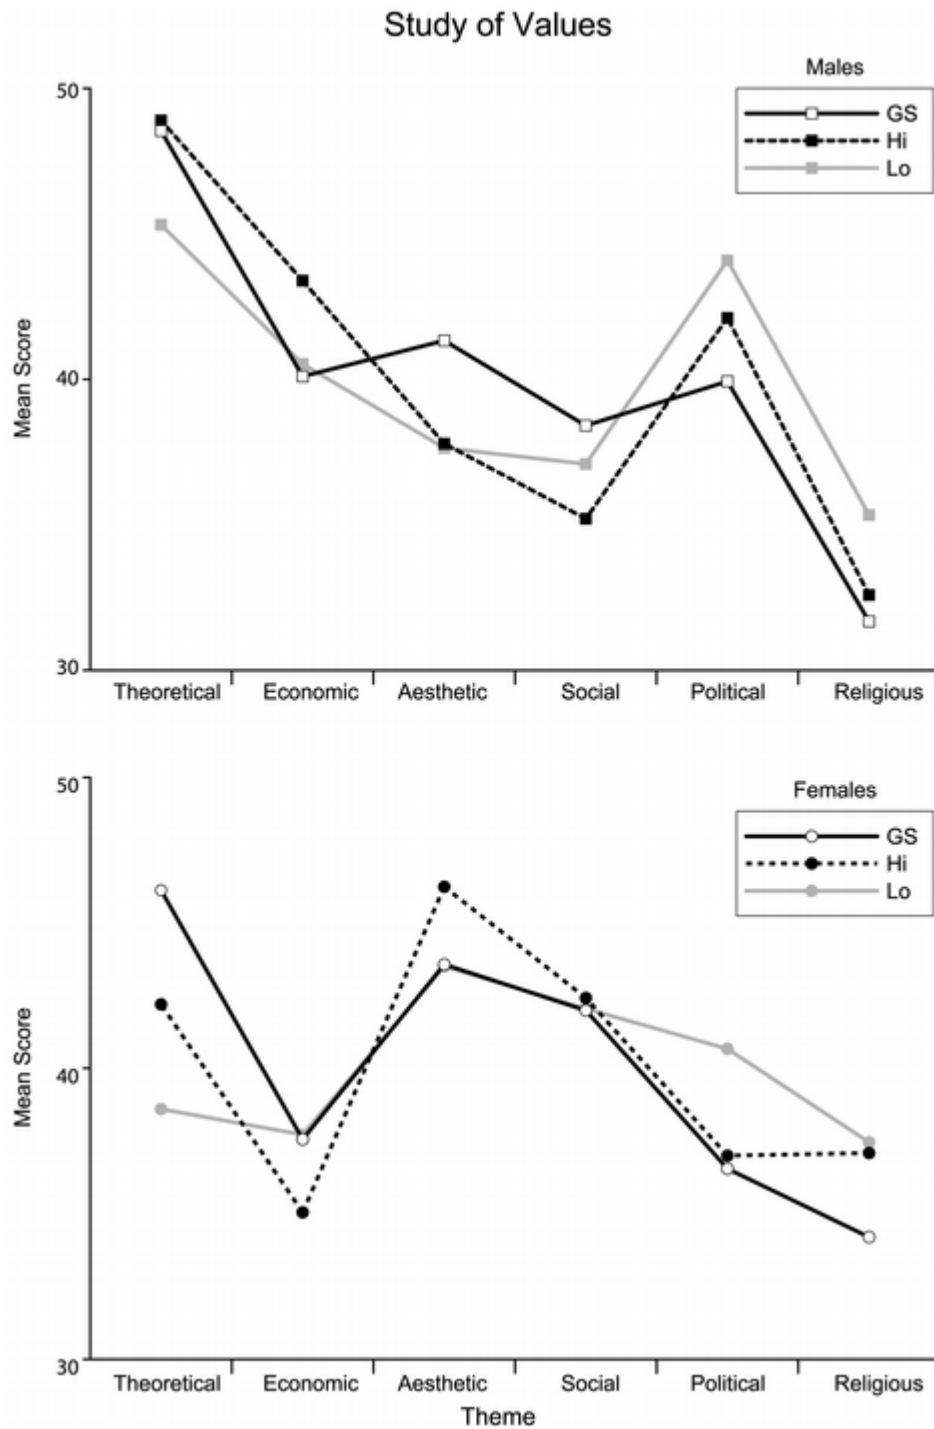 Study of Values
Males
GS
Hi
Lo
50
40
30
Mean Score
Theoretical Economic Aesthetic Social Political Religious
Females
GS
Hi
Lo
50
40
30
Mean Score
Theoretical Economic Aesthetic Social Political Religious
Theme